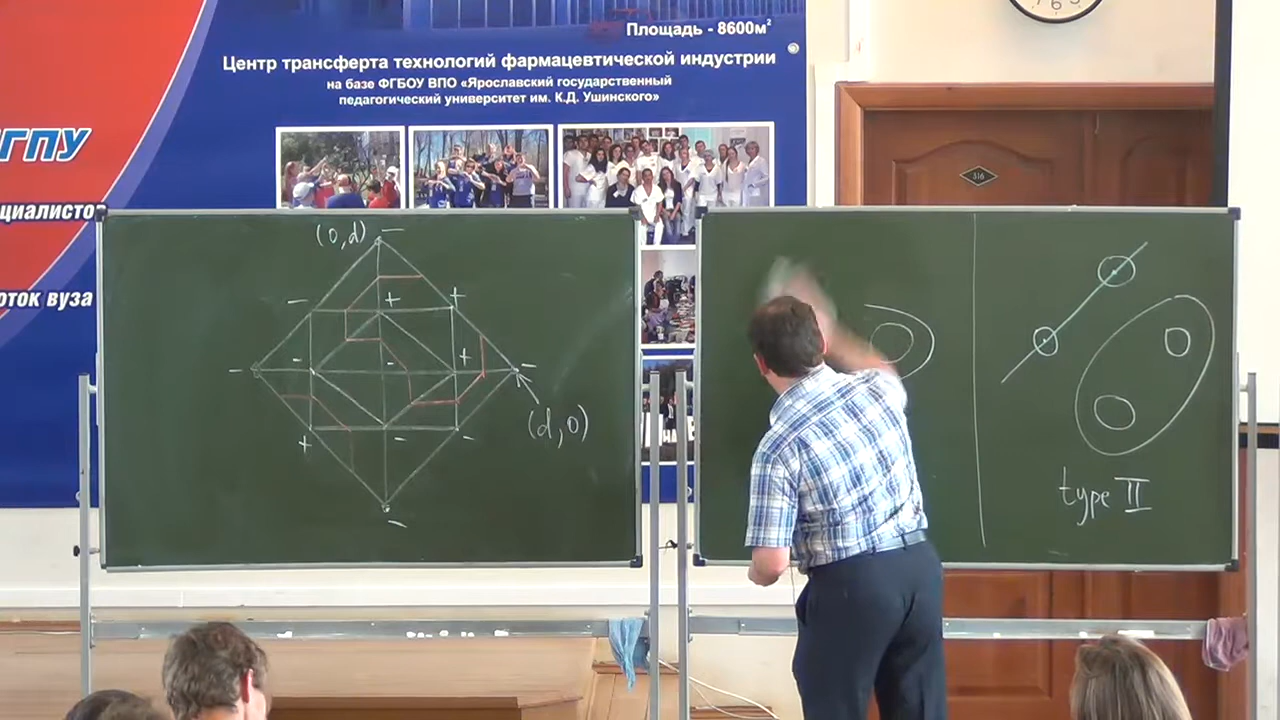 Площадь - 8600м²
Центр трансферта технологий фармацевтической индустрии
на базе ФГБОУ ВПО «Ярославский государственный
педагогический университет им. К.Д. Ушинского»
ГПУ
циалистов
оток вуза
316
6
(0,d) −
− + +
− − + −
(d,0)
+ − −
−
type II